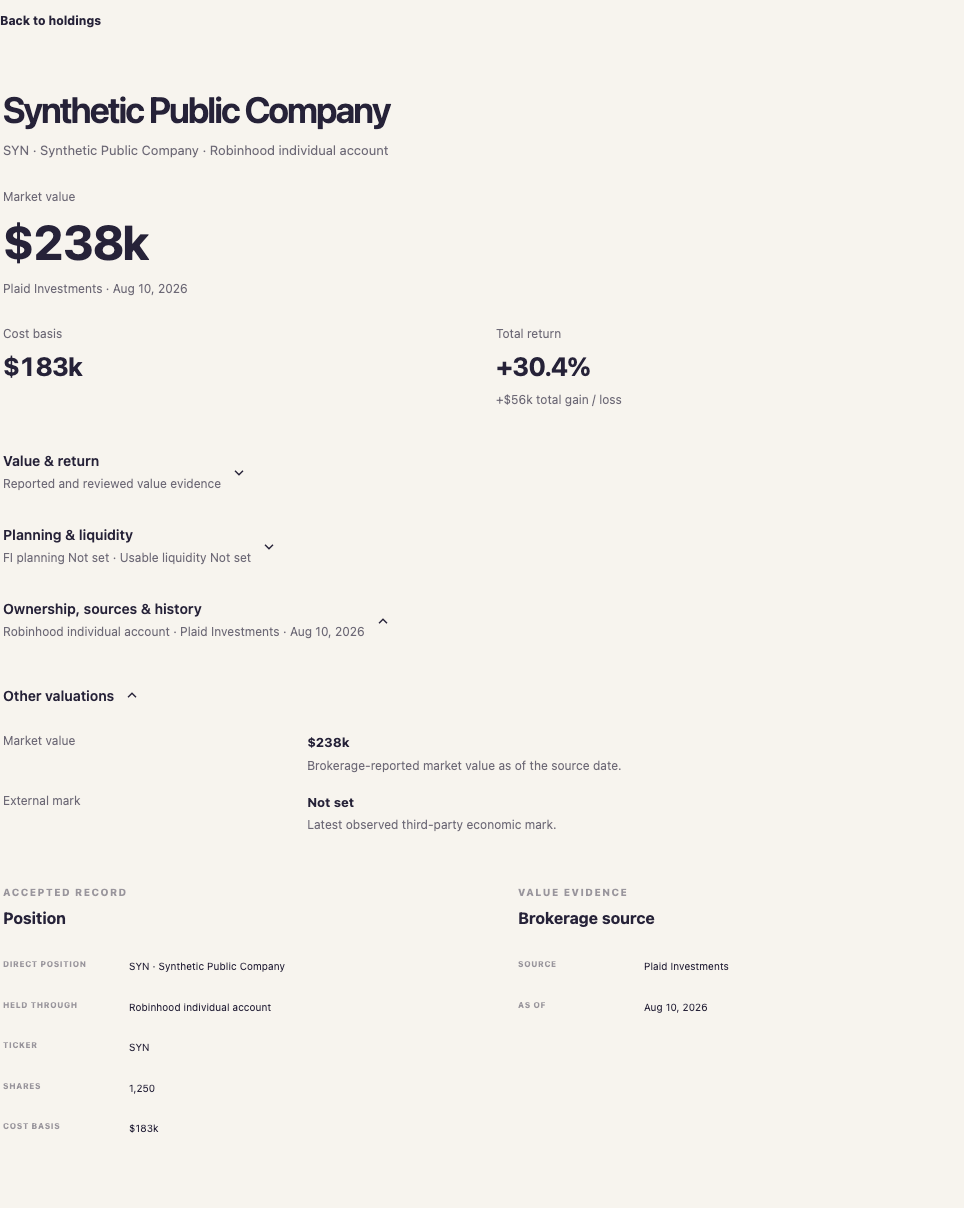 Back to holdings
Synthetic Public Company
SYN · Synthetic Public Company · Robinhood individual account
Market value
$238k
Plaid Investments · Aug 10, 2026
Cost basis
$183k
Total return
+30.4%
+$56k total gain / loss
Value & return
Reported and reviewed value evidence
Planning & liquidity
FI planning Not set · Usable liquidity Not set
Ownership, sources & history
Robinhood individual account · Plaid Investments · Aug 10, 2026
Other valuations
Market value
$238k
Brokerage-reported market value as of the source date.
External mark
Not set
Latest observed third-party economic mark.
ACCEPTED RECORD
Position
DIRECT POSITION
SYN · Synthetic Public Company
HELD THROUGH
Robinhood individual account
TICKER
SYN
SHARES
1,250
COST BASIS
$183k
VALUE EVIDENCE
Brokerage source
SOURCE
Plaid Investments
AS OF
Aug 10, 2026